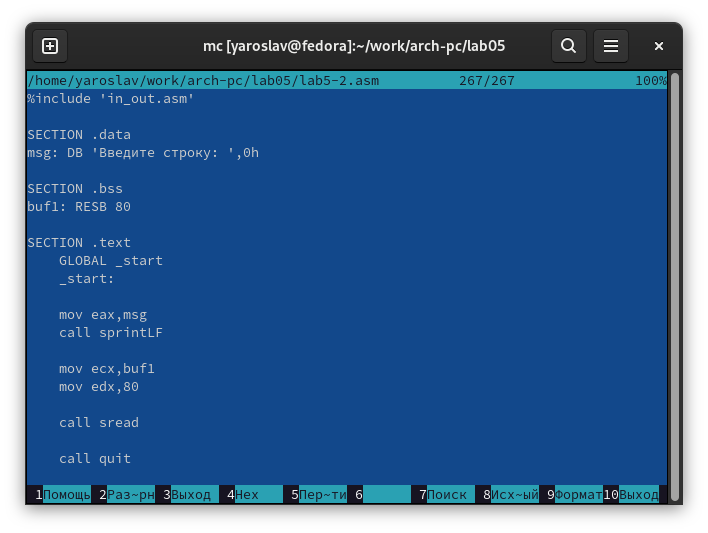 mc [yaroslav@fedora]:~/work/arch-pc/lab05
/home/yaroslav/work/arch-pc/lab05/lab5-2.asm 267/267 100%
%include 'in_out.asm'
SECTION .data
msg: DB 'Введите строку: ',0h
SECTION .bss
buf1: RESB 80
SECTION .text
GLOBAL _start
_start:
mov eax,msg
call sprintLF
mov ecx,buf1
mov edx,80
call sread
call quit
1Помощь 2Раз~рн 3Выход 4Hex 5Пер~ти 6 7Поиск 8Исх~ый 9Формат 10Выход